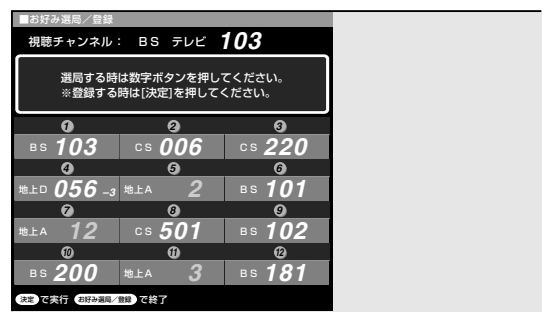 ■お好み選局／登録
視聴チャンネル： BS テレビ 103
選局する時は数字ボタンを押してください。
※登録する時は[決定]を押してください。
① ② ③
BS 103 CS 006 CS 220
④ ⑤ ⑥
地上D 056 -3 地上A 2 BS 101
⑦ ⑧ ⑨
地上A 12 CS 501 BS 102
⑩ ⑪ ⑫
BS 200 地上A 3 BS 181
決定 で実行 お好み選局／登録 で終了